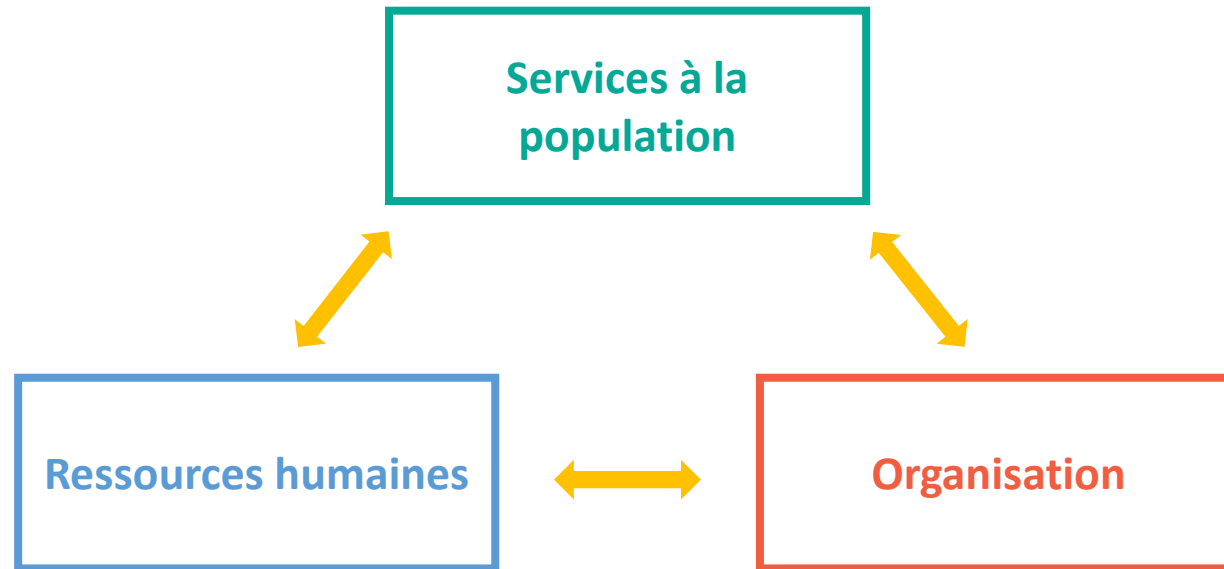 Services à la
population
Ressources humaines
Organisation